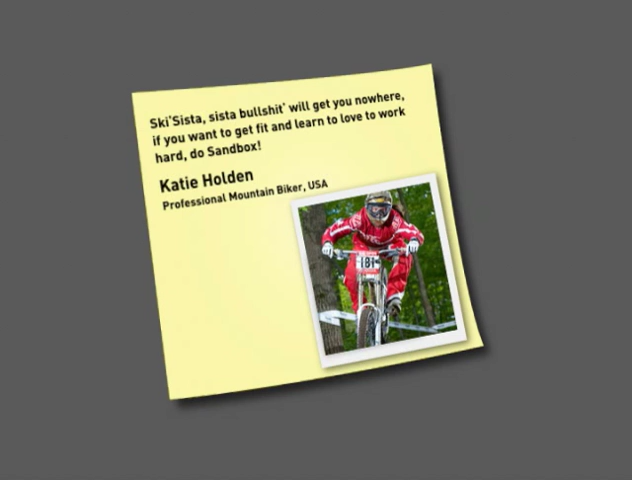 Ski'Sista, sista bullshit' will get you nowhere,
if you want to get fit and learn to love to work
hard, do Sandbox!
Katie Holden
Professional Mountain Biker, USA
181